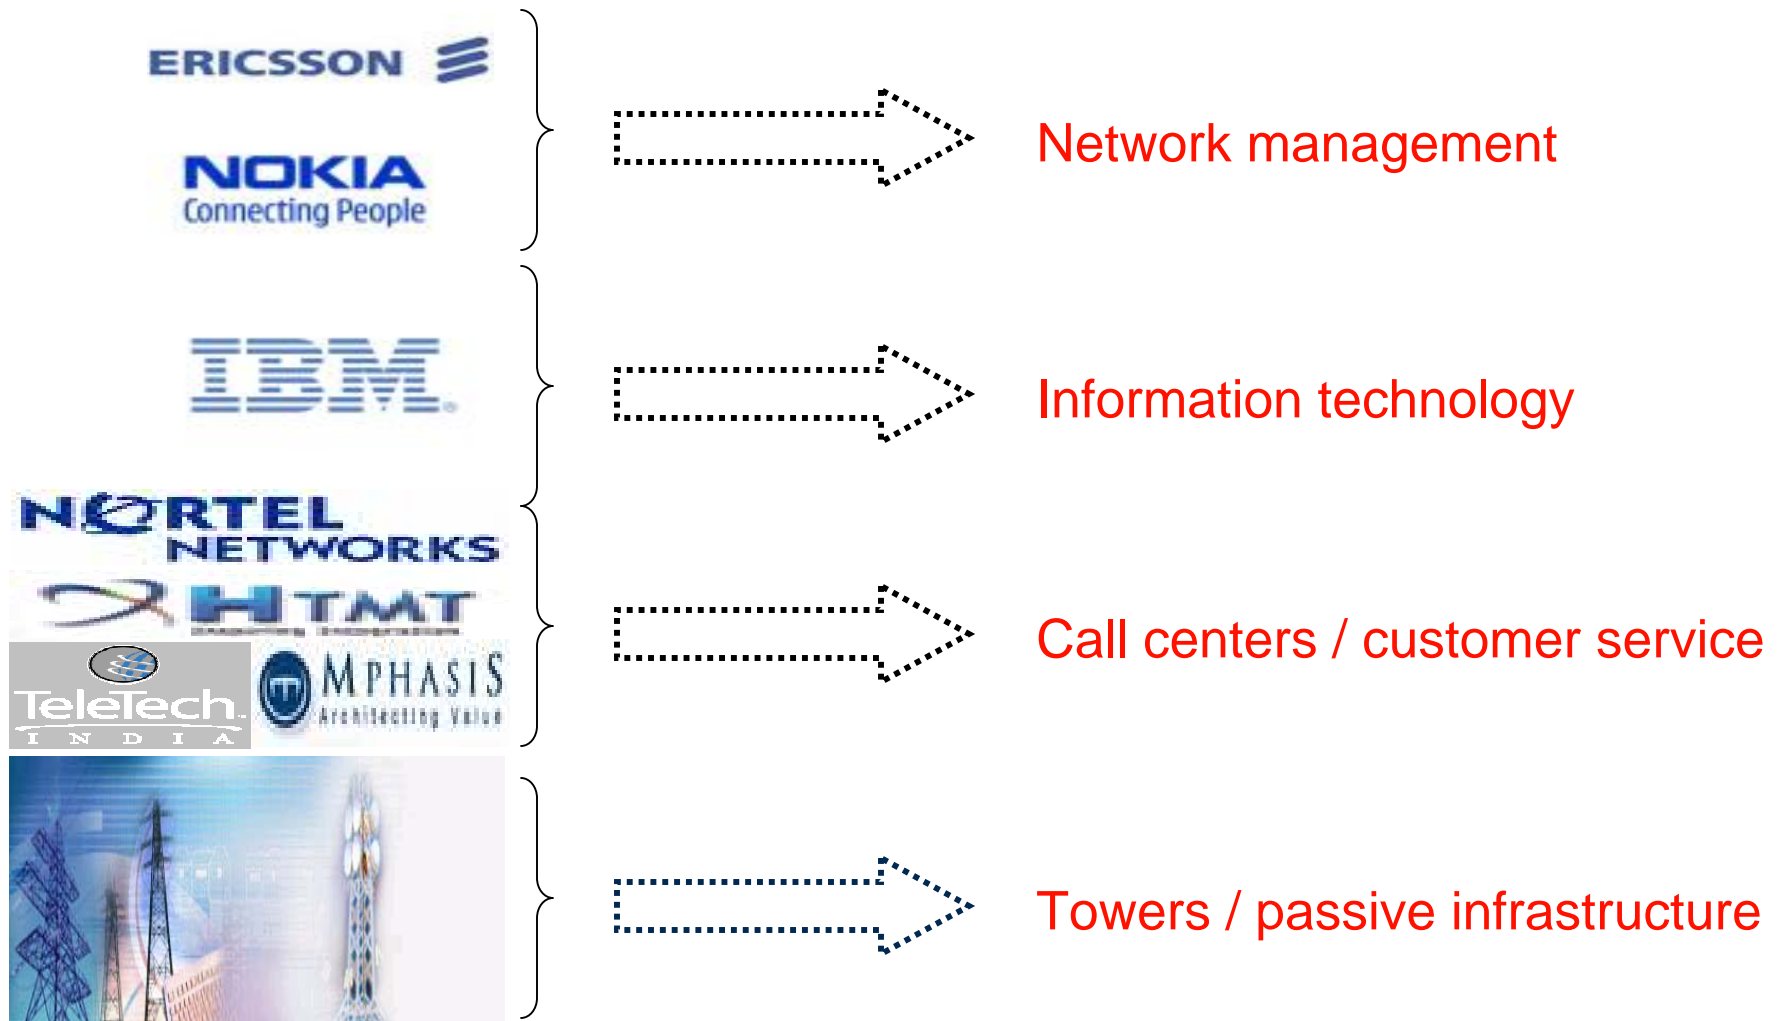 ERICSSON
NOKIA
Connecting People
Network management
IBM®
Information technology
NORTEL
NETWORKS
HTMT
TeleTech™
INDIA
MPHASIS
Architecting Value
Call centers / customer service
Towers / passive infrastructure